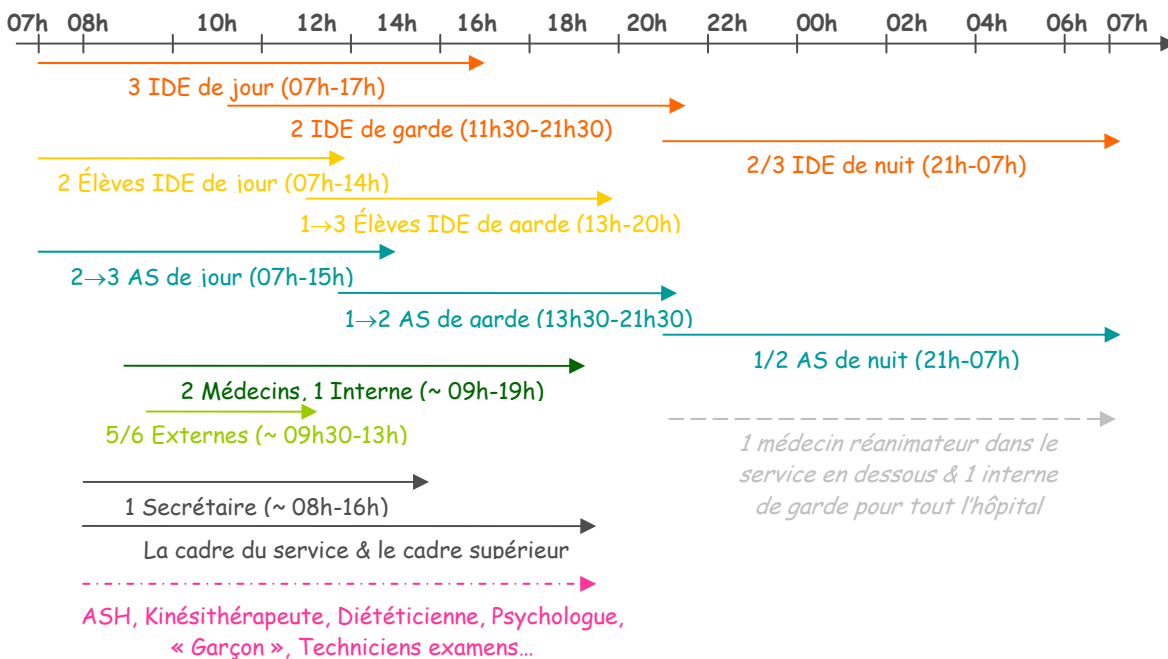 07h 08h 10h 12h 14h 16h 18h 20h 22h 00h 02h 04h 06h 07h
3 IDE de jour (07h-17h)
2 IDE de garde (11h30-21h30)
2/3 IDE de nuit (21h-07h)
2 Élèves IDE de jour (07h-14h)
1→3 Élèves IDE de garde (13h-20h)
2→3 AS de jour (07h-15h)
1→2 AS de garde (13h30-21h30)
1/2 AS de nuit (21h-07h)
2 Médecins, 1 Interne (~ 09h-19h)
5/6 Externes (~ 09h30-13h)
1 médecin réanimateur dans le
service en dessous & 1 interne
de garde pour tout l'hôpital
1 Secrétaire (~ 08h-16h)
La cadre du service & le cadre supérieur
ASH, Kinésithérapeute, Diététicienne, Psychologue,
« Garçon », Techniciens examens…